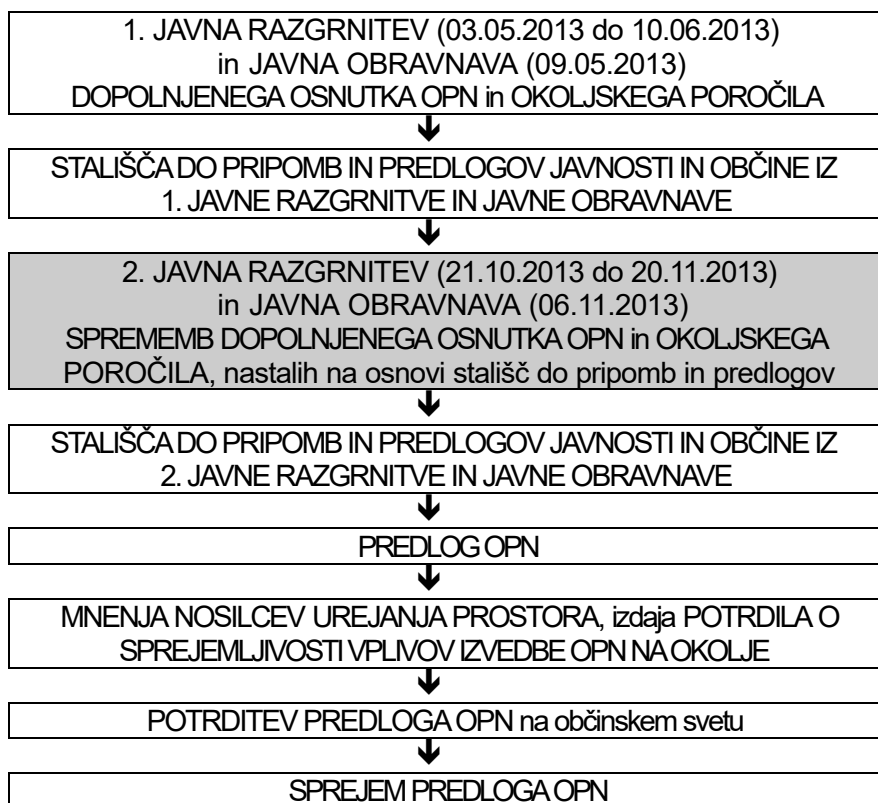 1. JAVNA RAZGRNITEV (03.05.2013 do 10.06.2013)
in JAVNA OBRAVNAVA (09.05.2013)
DOPOLNJENEGA OSNUTKA OPN in OKOLJSKEGA POROČILA
STALIŠČA DO PRIPOMB IN PREDLOGOV JAVNOSTI IN OBČINE IZ
1. JAVNE RAZGRNITVE IN JAVNE OBRAVNAVE
2. JAVNA RAZGRNITEV (21.10.2013 do 20.11.2013)
in JAVNA OBRAVNAVA (06.11.2013)
SPREMEMB DOPOLNJENEGA OSNUTKA OPN in OKOLJSKEGA
POROČILA, nastalih na osnovi stališč do pripomb in predlogov
STALIŠČA DO PRIPOMB IN PREDLOGOV JAVNOSTI IN OBČINE IZ
2. JAVNE RAZGRNITVE IN JAVNE OBRAVNAVE
PREDLOG OPN
MNENJA NOSILCEV UREJANJA PROSTORA, izdaja POTRDILA O
SPREJEMLJIVOSTI VPLIVOV IZVEDBE OPN NA OKOLJE
POTRDITEV PREDLOGA OPN na občinskem svetu
SPREJEM PREDLOGA OPN